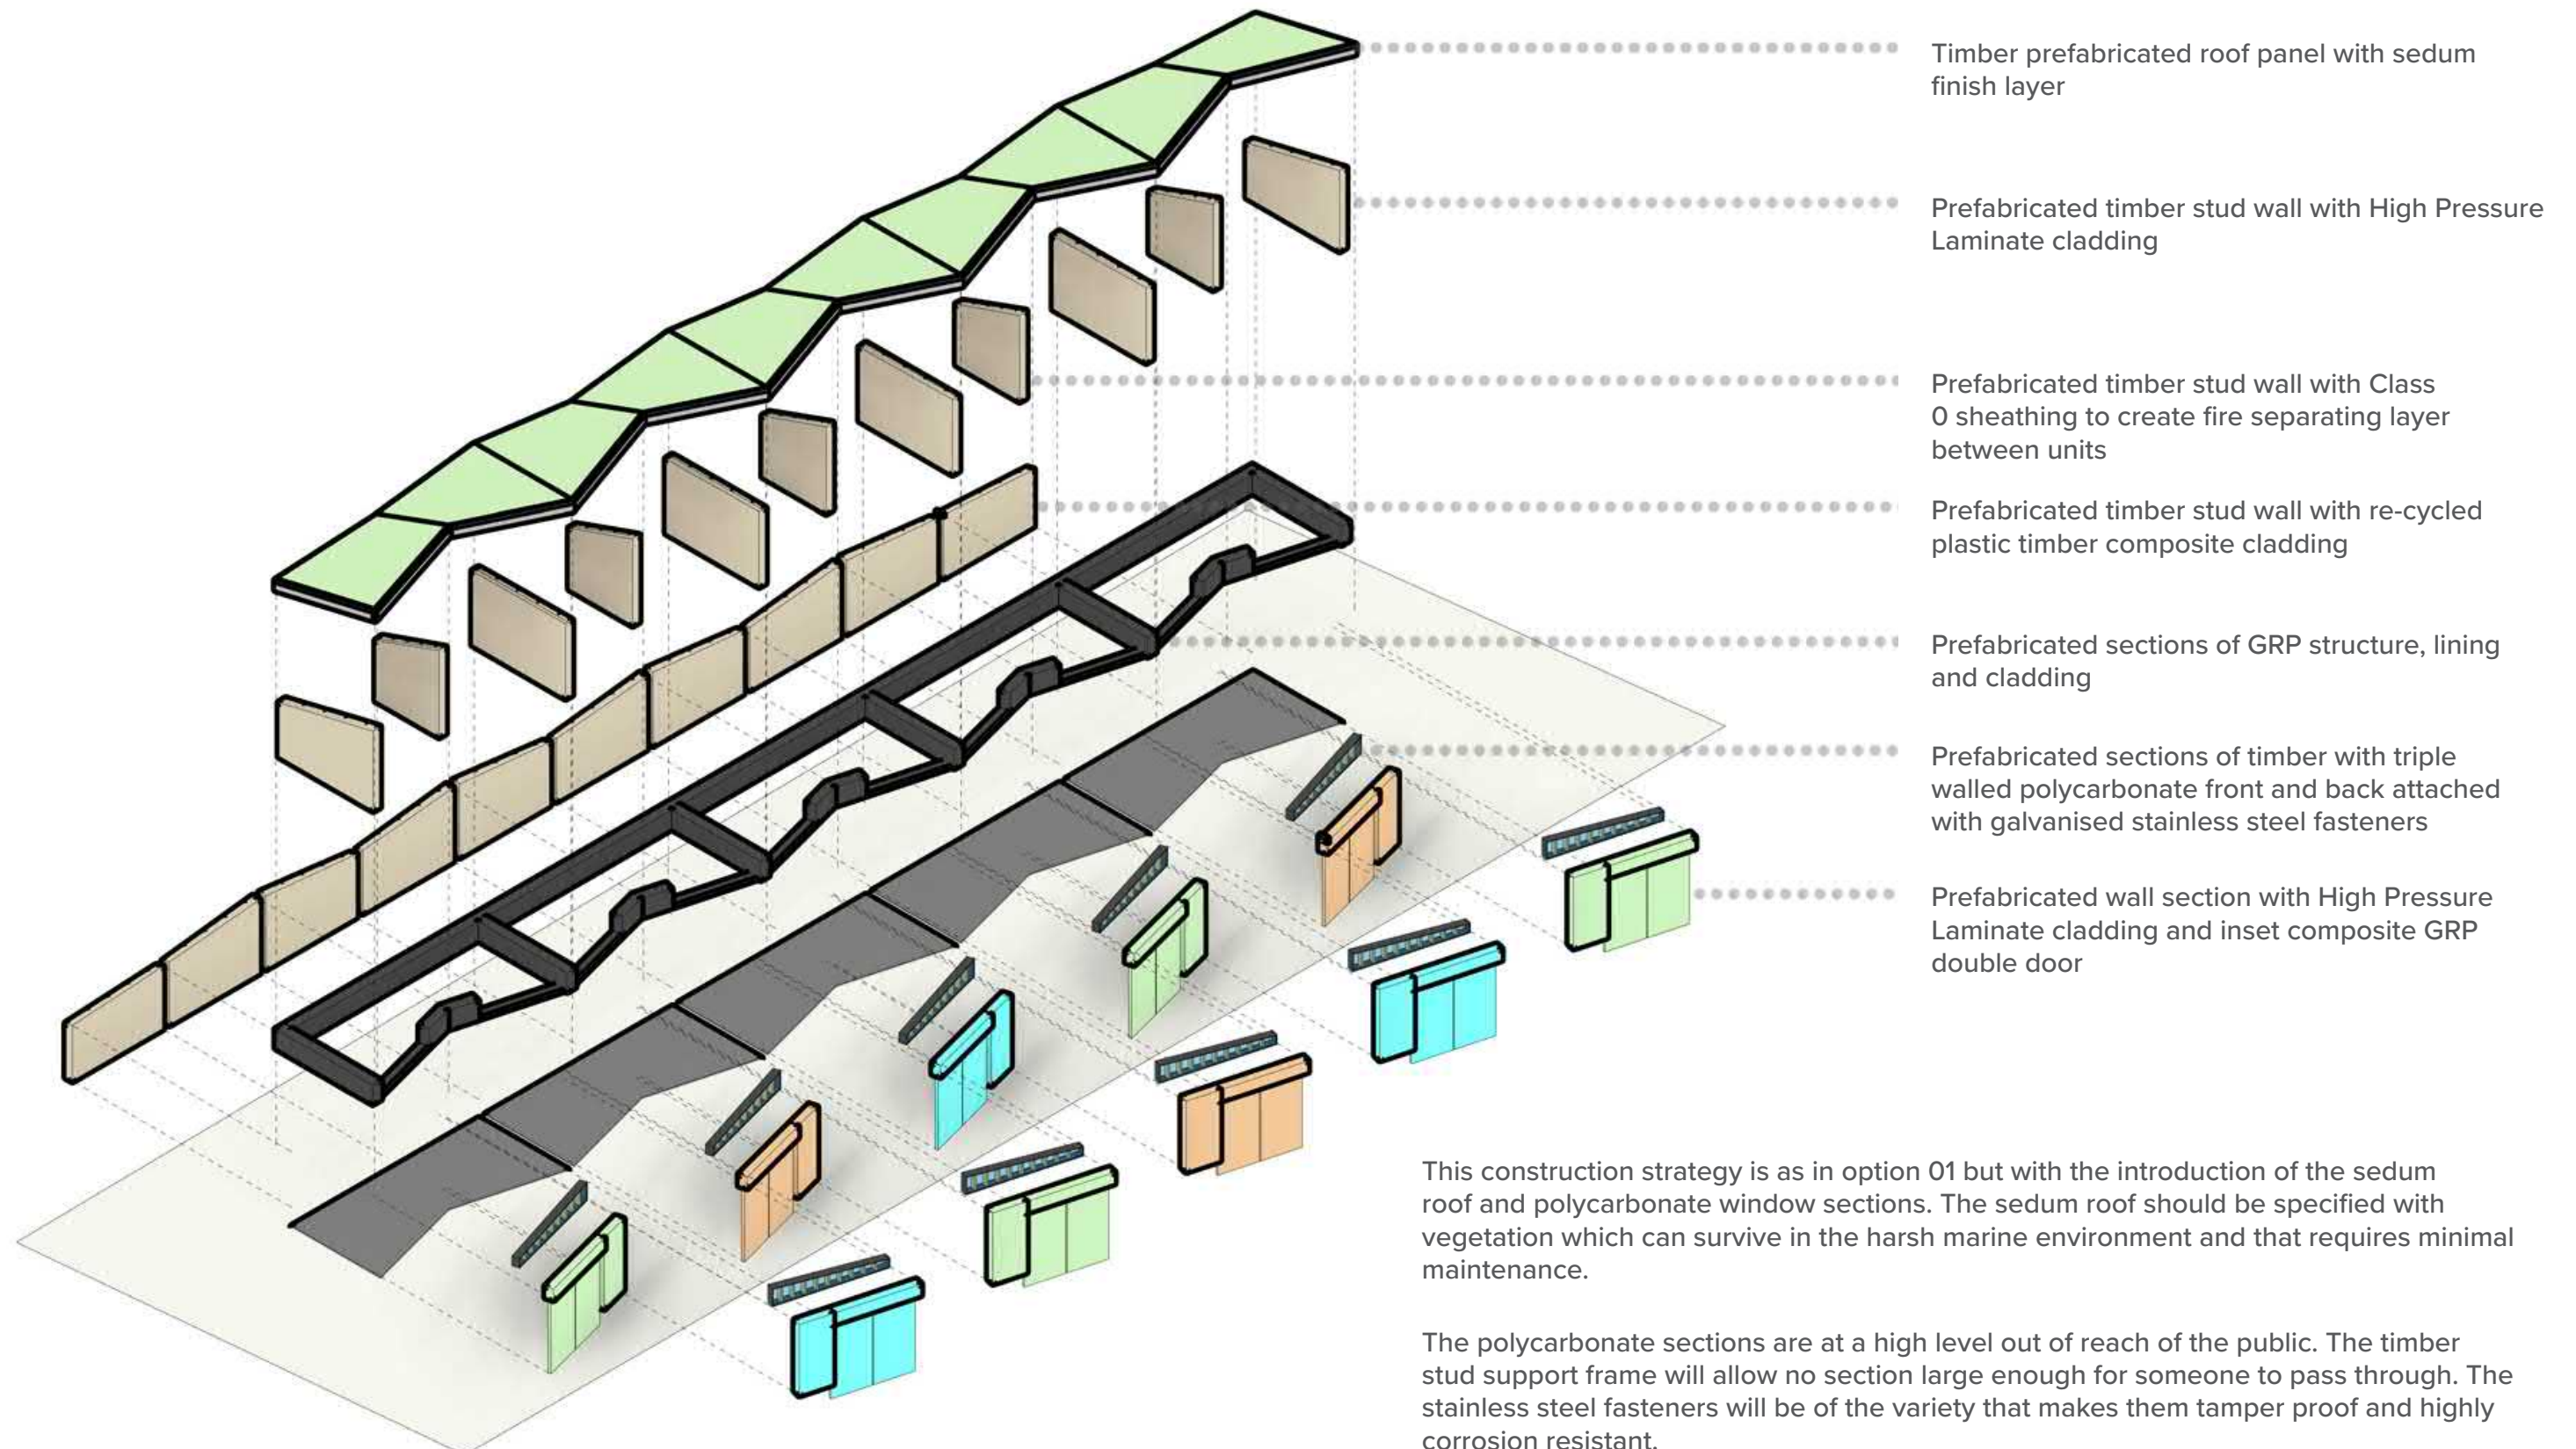 Timber prefabricated roof panel with sedum
finish layer
Prefabricated timber stud wall with High Pressure
Laminate cladding
Prefabricated timber stud wall with Class
0 sheathing to create fire separating layer
between units
Prefabricated timber stud wall with re-cycled
plastic timber composite cladding
Prefabricated sections of GRP structure, lining
and cladding
Prefabricated sections of timber with triple
walled polycarbonate front and back attached
with galvanised stainless steel fasteners
Prefabricated wall section with High Pressure
Laminate cladding and inset composite GRP
double door
This construction strategy is as in option 01 but with the introduction of the sedum
roof and polycarbonate window sections. The sedum roof should be specified with
vegetation which can survive in the harsh marine environment and that requires minimal
maintenance.
The polycarbonate sections are at a high level out of reach of the public. The timber
stud support frame will allow no section large enough for someone to pass through. The
stainless steel fasteners will be of the variety that makes them tamper proof and highly
corrosion resistant.